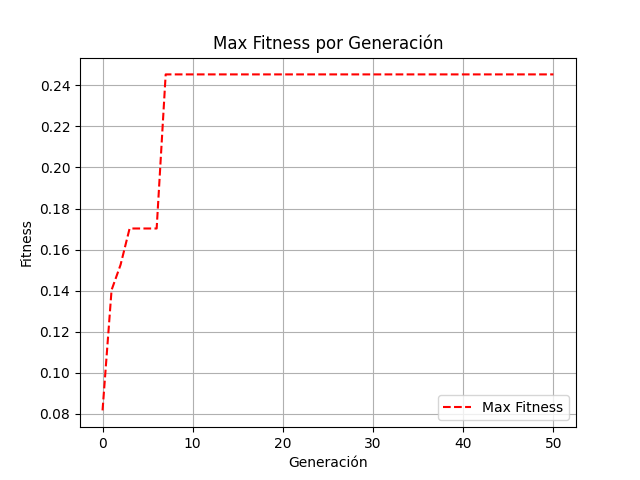 Max Fitness por Generación
0.24
0.22
0.20
0.18
0.16
0.14
0.12
0.10
0.08
Fitness
Max Fitness
0 10 20 30 40 50
Generación